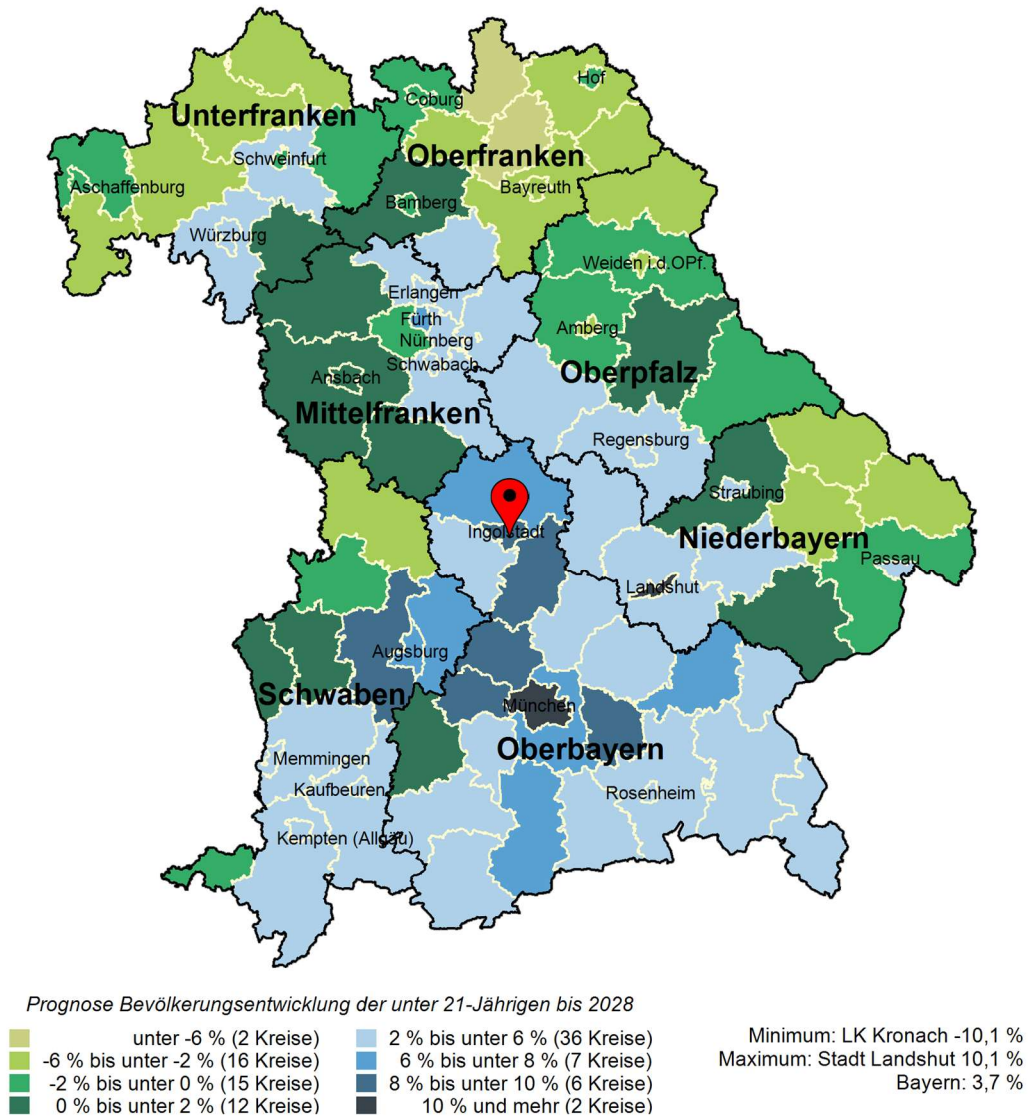 Hof
Coburg
Unterfranken
Oberfranken
Schweinfurt
Aschaffenburg
Bayreuth
Bamberg
Würzburg
Weiden i.d.OPf.
Erlangen
Fürth
Amberg
Nürnberg
Schwabach
Ansbach
Oberpfalz
Mittelfranken
Regensburg
Straubing
Ingolstadt
Niederbayern
Passau
Landshut
Augsburg
Schwaben
München
Oberbayern
Memmingen
Kaufbeuren
Rosenheim
Kempten (Allgäu)
Prognose Bevölkerungsentwicklung der unter 21-Jährigen bis 2028
unter -6 % (2 Kreise)
-6 % bis unter -2 % (16 Kreise)
-2 % bis unter 0 % (15 Kreise)
0 % bis unter 2 % (12 Kreise)
2 % bis unter 6 % (36 Kreise)
6 % bis unter 8 % (7 Kreise)
8 % bis unter 10 % (6 Kreise)
10 % und mehr (2 Kreise)
Minimum: LK Kronach -10,1 %
Maximum: Stadt Landshut 10,1 %
Bayern: 3,7 %